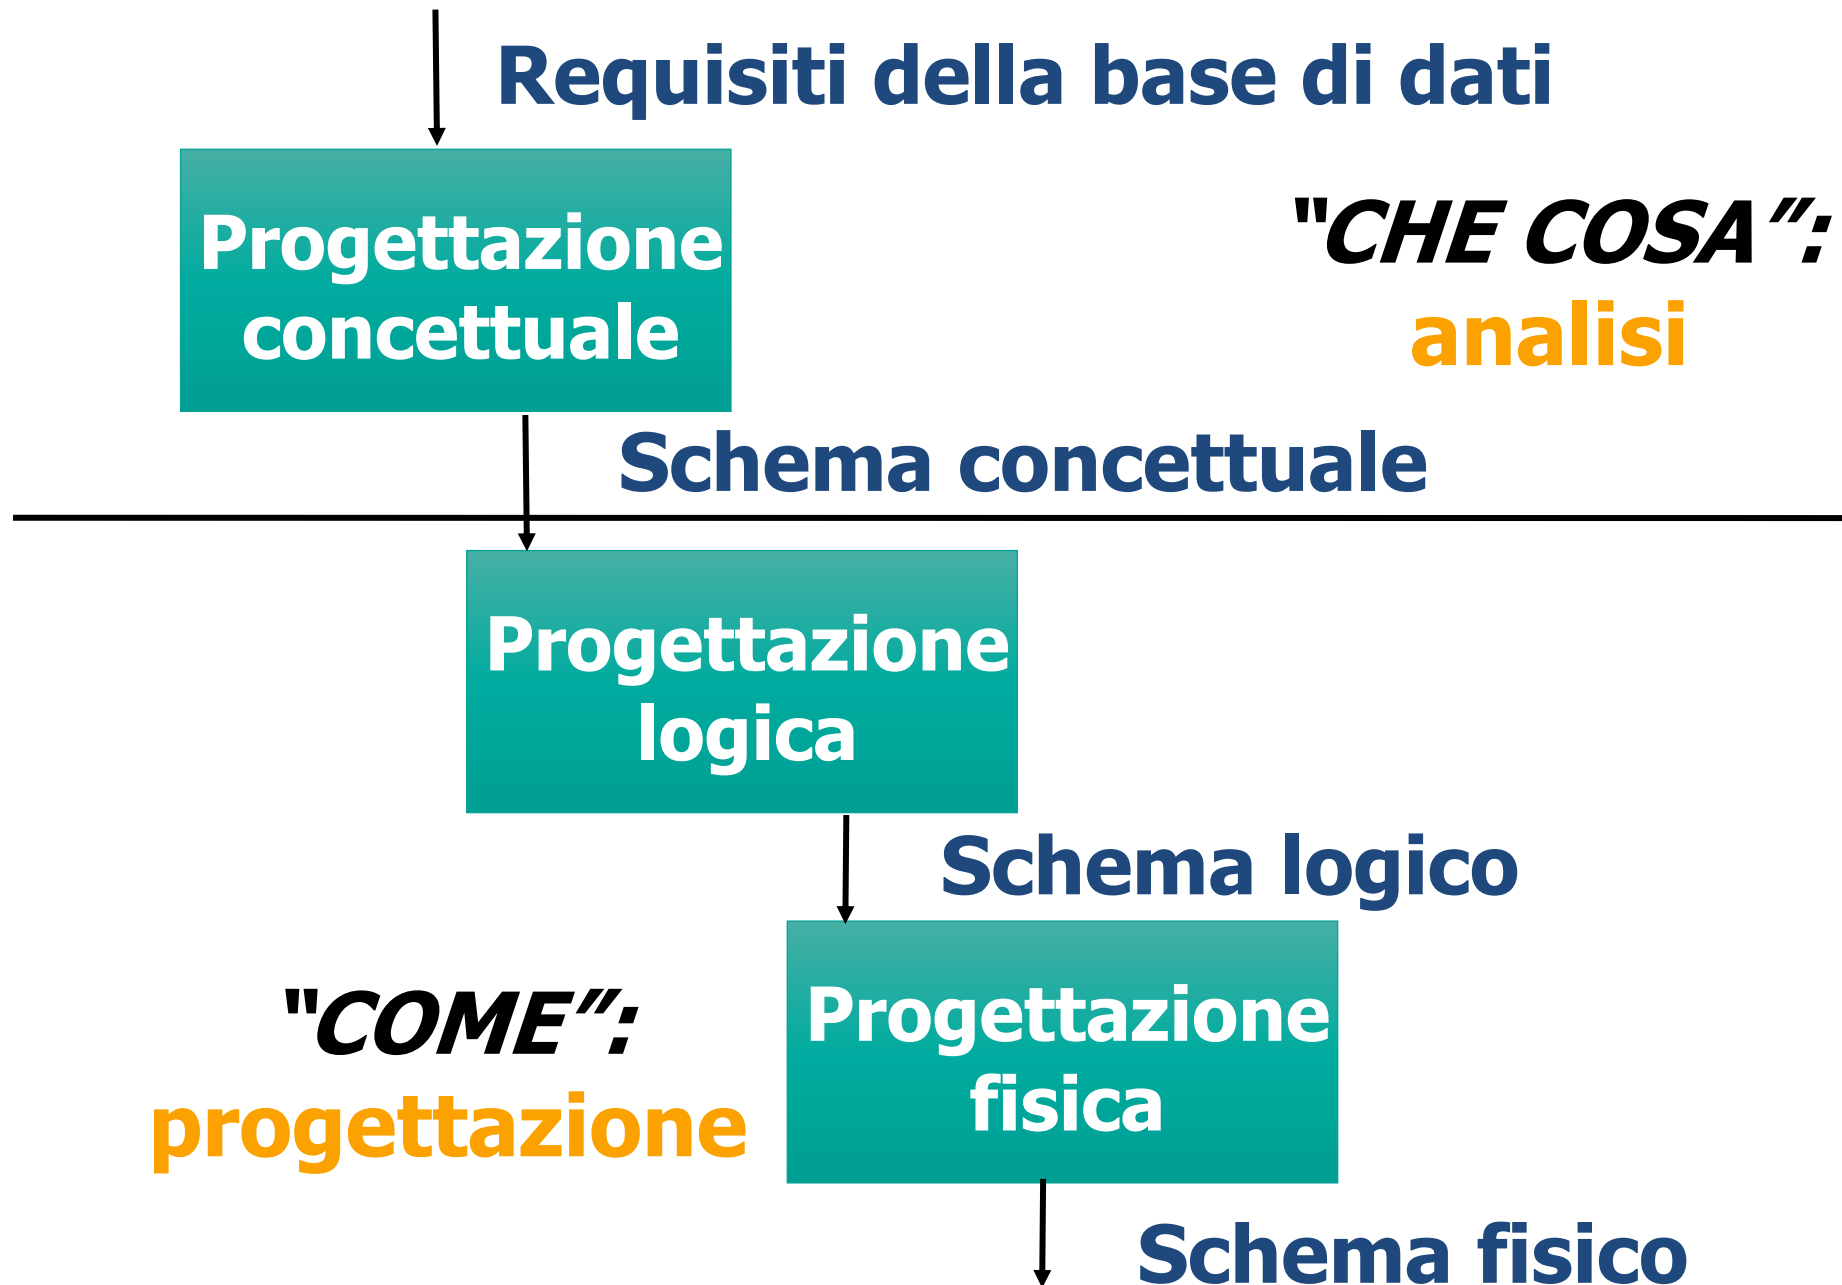 Requisiti della base di dati
Progettazione
concettuale
“CHE COSA”:
analisi
Schema concettuale
Progettazione
logica
Schema logico
“COME”:
progettazione
Progettazione
fisica
Schema fisico